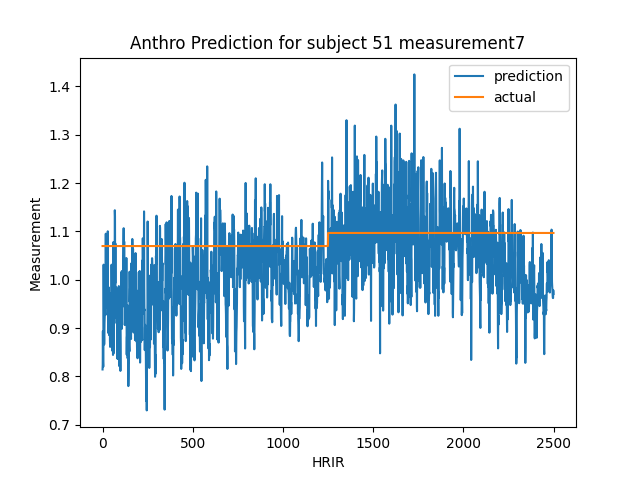 Anthro Prediction for subject 51 measurement7
prediction
actual
Measurement
1.4
1.3
1.2
1.1
1.0
0.9
0.8
0.7
0
500
1000
1500
2000
2500
HRIR